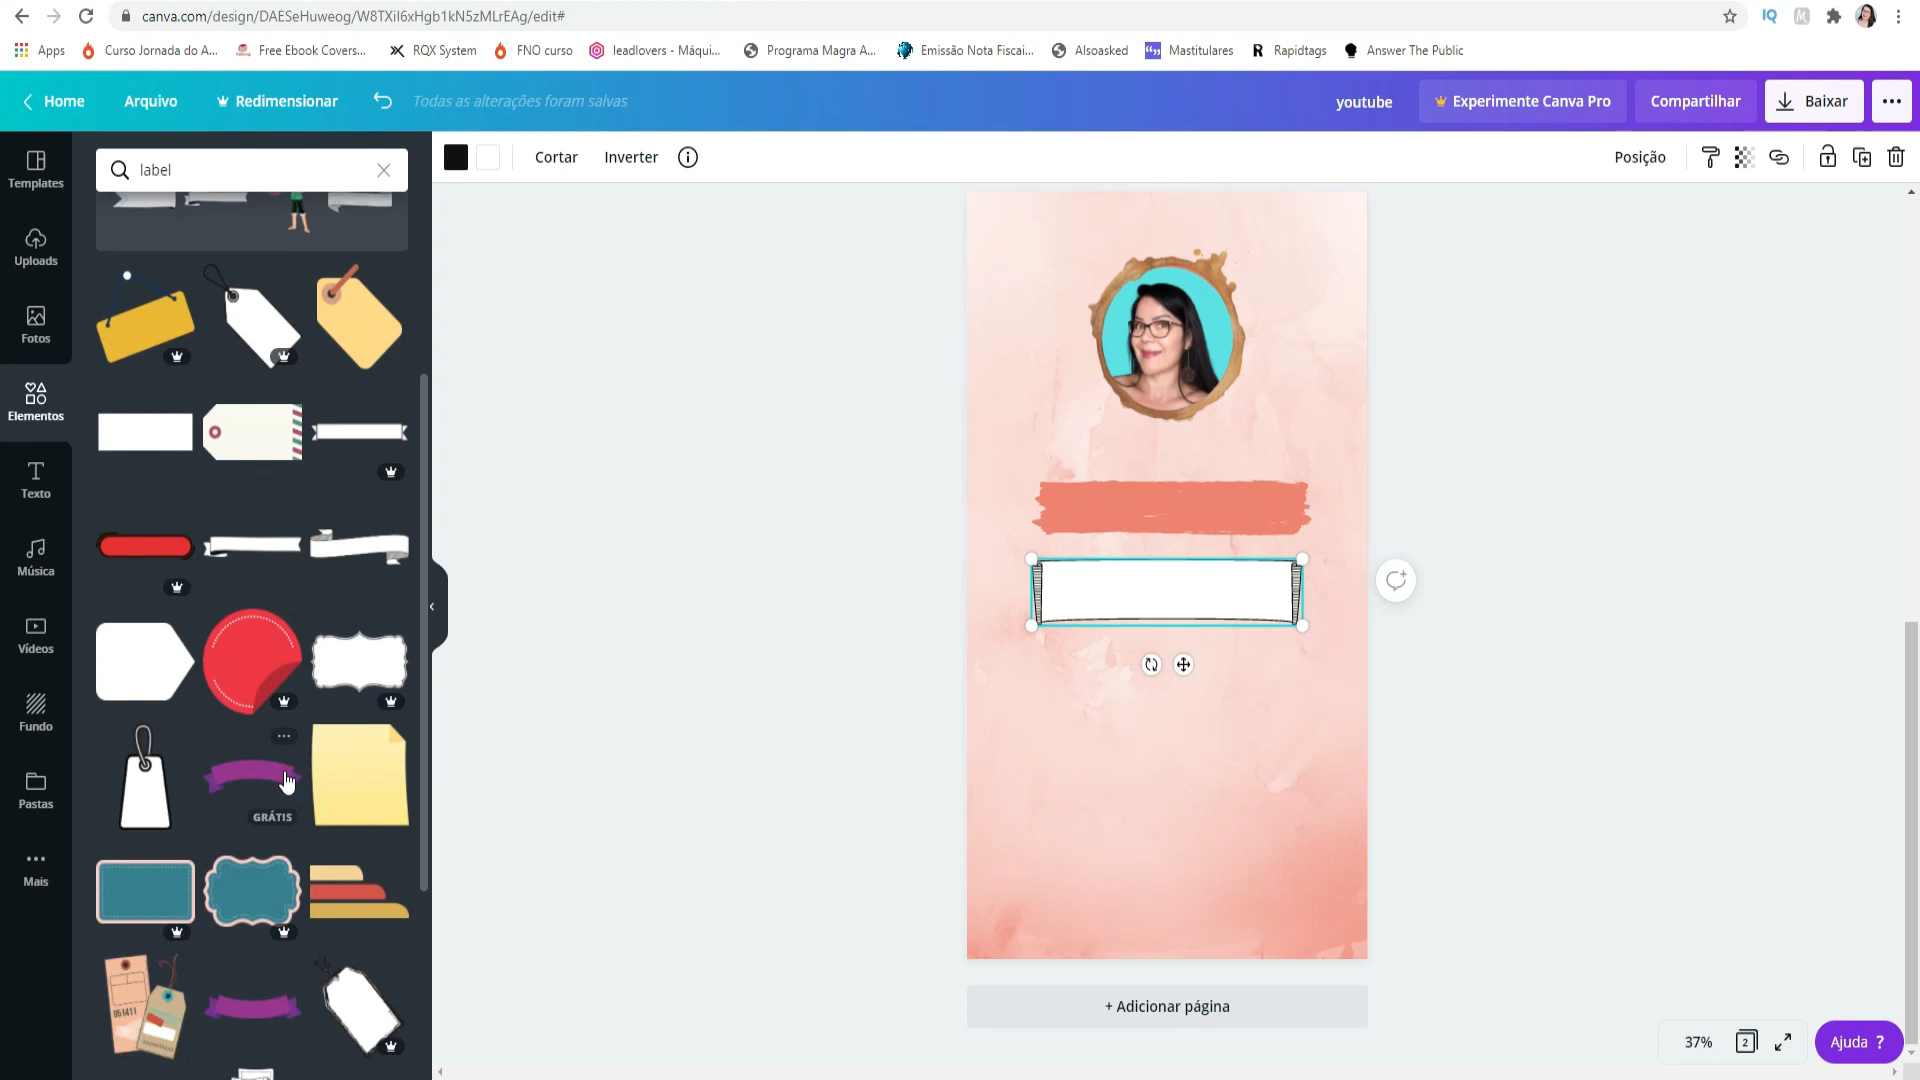 canva.com/design/DAESeHuweog/W8TXil6xHgb1kN5zMLrEAg/edit#
Apps
Curso Jornada do A...
Free Ebook Covers...
RQX System
FNO curso
leadlovers - Máqui...
Programa Magra A...
Emissão Nota Fiscai...
Alsoasked
Mastitulares
Rapidtags
Answer The Public
Home
Arquivo
Redimensionar
Todas as alterações foram salvas
youtube
Experimente Canva Pro
Compartilhar
Baixar
Templates
Uploads
Fotos
Elementos
Texto
Música
Vídeos
Fundo
Pastas
Mais
label
Cortar
Inverter
Posição
GRÁTIS
051411
+ Adicionar página
37%
2
Ajuda ?